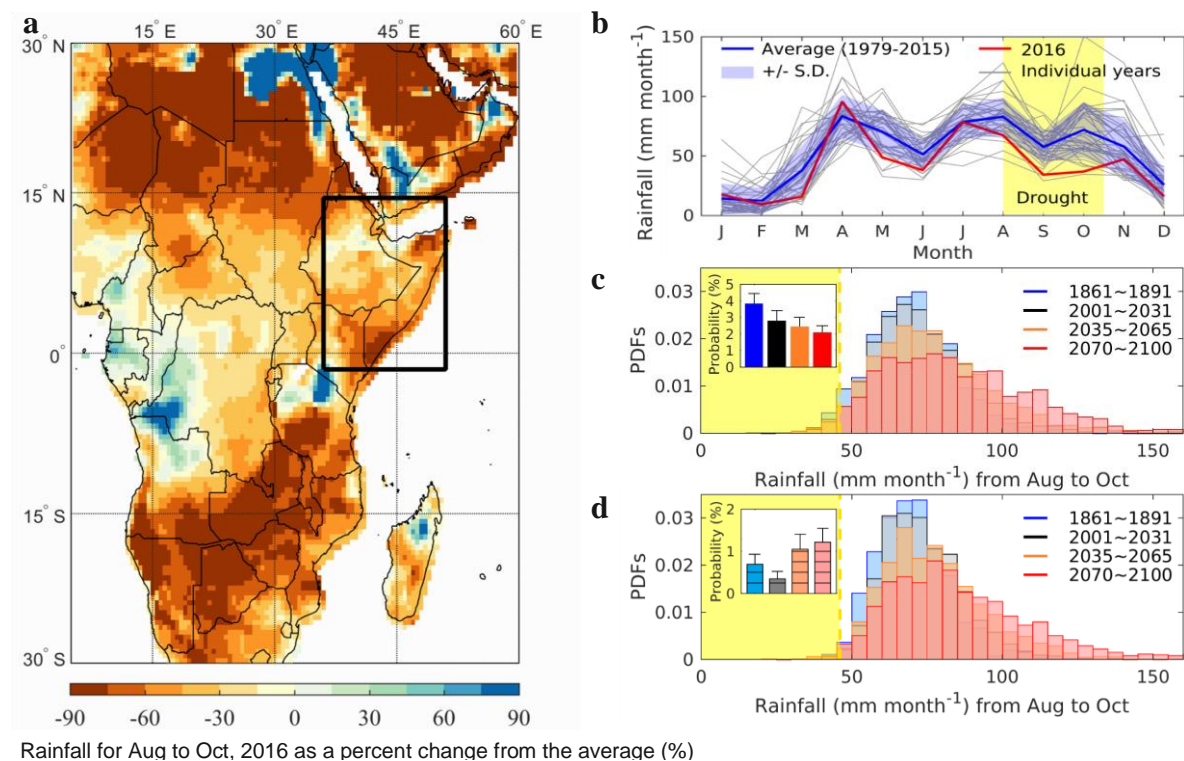 a
15° E 30° E 45° E 60° E
30° N
15° N
0°
15° S
30° S
-90 -60 -30 0 30 60 90
Rainfall for Aug to Oct, 2016 as a percent change from the average (%)
b
Rainfall (mm month⁻¹)
150
100
50
0
Average (1979-2015)
+/- S.D.
2016
Individual years
Drought
J F M A M J J A S O N D
Month
c
PDFs
0.03
0.02
0.01
0
Probability (%)
5
4
3
2
1
0
1861~1891
2001~2031
2035~2065
2070~2100
0 50 100 150
Rainfall (mm month⁻¹) from Aug to Oct
d
PDFs
0.03
0.02
0.01
0
Probability (%)
2
1
0
1861~1891
2001~2031
2035~2065
2070~2100
0 50 100 150
Rainfall (mm month⁻¹) from Aug to Oct